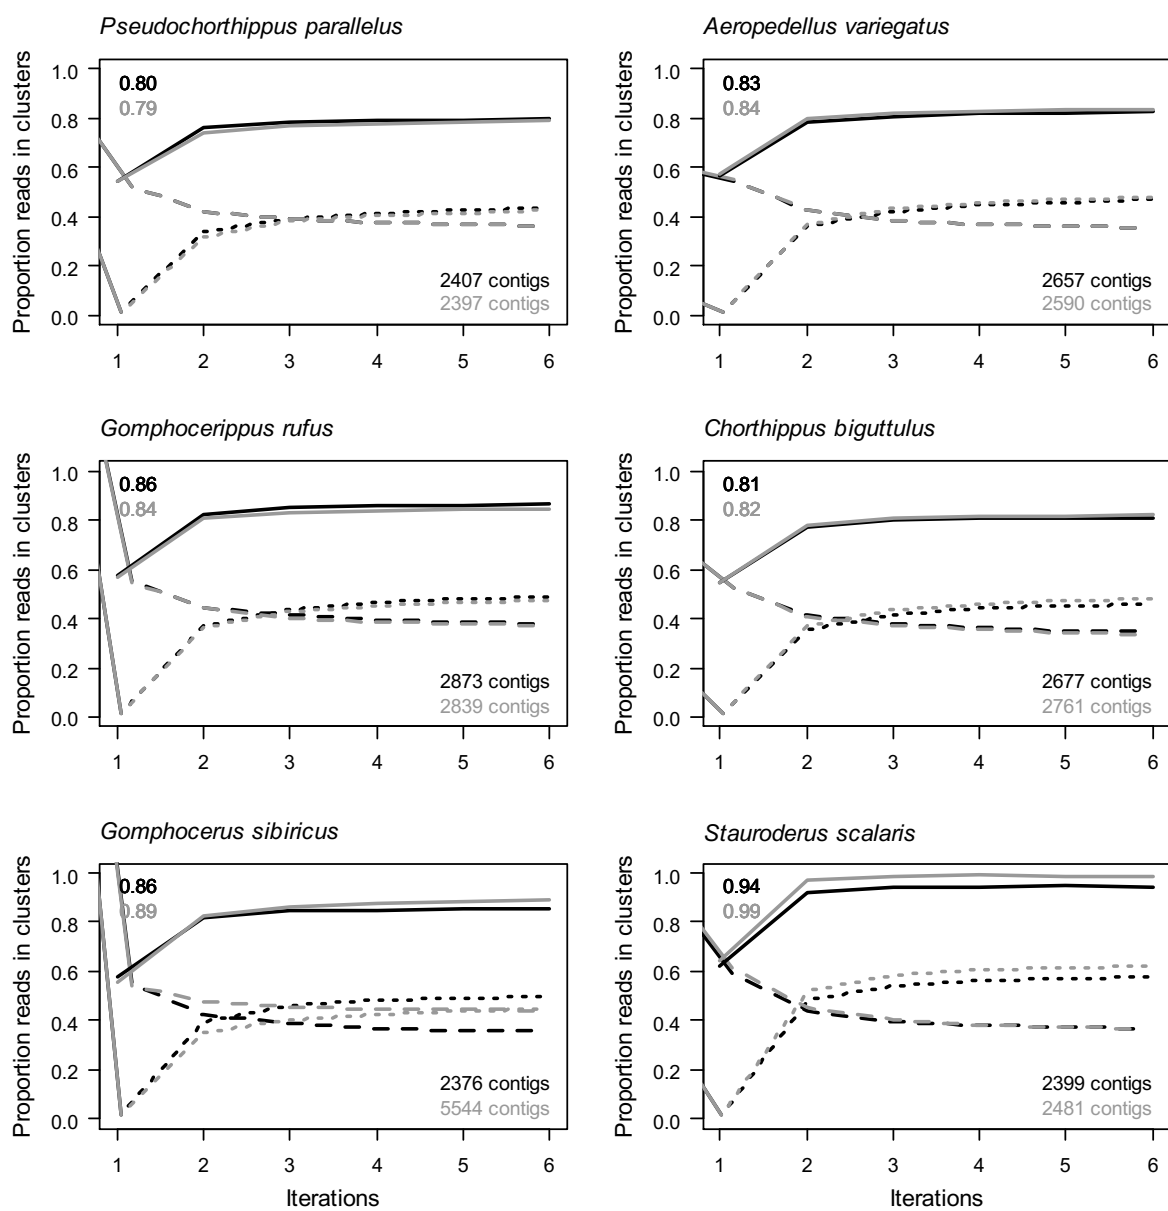 Pseudochorthippus parallelus
Proportion reads in clusters
1.0
0.8
0.6
0.4
0.2
0.0
0.80
0.79
2407 contigs
2397 contigs
1 2 3 4 5 6
Aeropedellus variegatus
Proportion reads in clusters
1.0
0.8
0.6
0.4
0.2
0.0
0.83
0.84
2657 contigs
2590 contigs
1 2 3 4 5 6
Gomphocerippus rufus
Proportion reads in clusters
1.0
0.8
0.6
0.4
0.2
0.0
0.86
0.84
2873 contigs
2839 contigs
1 2 3 4 5 6
Chorthippus biguttulus
Proportion reads in clusters
1.0
0.8
0.6
0.4
0.2
0.0
0.81
0.82
2677 contigs
2761 contigs
1 2 3 4 5 6
Gomphocerus sibiricus
Proportion reads in clusters
1.0
0.8
0.6
0.4
0.2
0.0
0.86
0.89
2376 contigs
5544 contigs
1 2 3 4 5 6
Iterations
Stauroderus scalaris
Proportion reads in clusters
1.0
0.8
0.6
0.4
0.2
0.0
0.94
0.99
2399 contigs
2481 contigs
1 2 3 4 5 6
Iterations